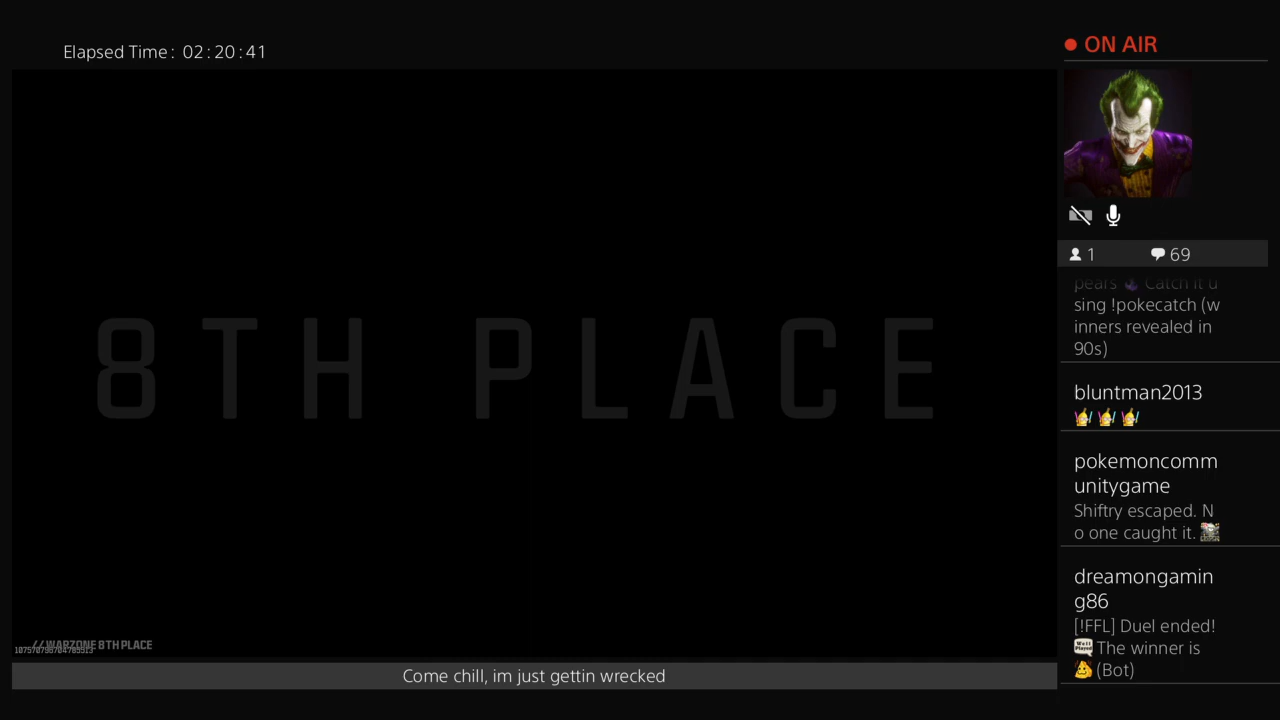 Elapsed Time: 02:20:41
ON AIR
1
69
Catch it u
sing !pokecatch (w
inners revealed in
90s)
bluntman2013
pokemoncomm
unitygame
Shiftry escaped. N
o one caught it.
dreamongamin
g86
[!FFL] Duel ended!
The winner is
(Bot)
8TH PLACE
// WARZONE 8TH PLACE
Come chill, im just gettin wrecked